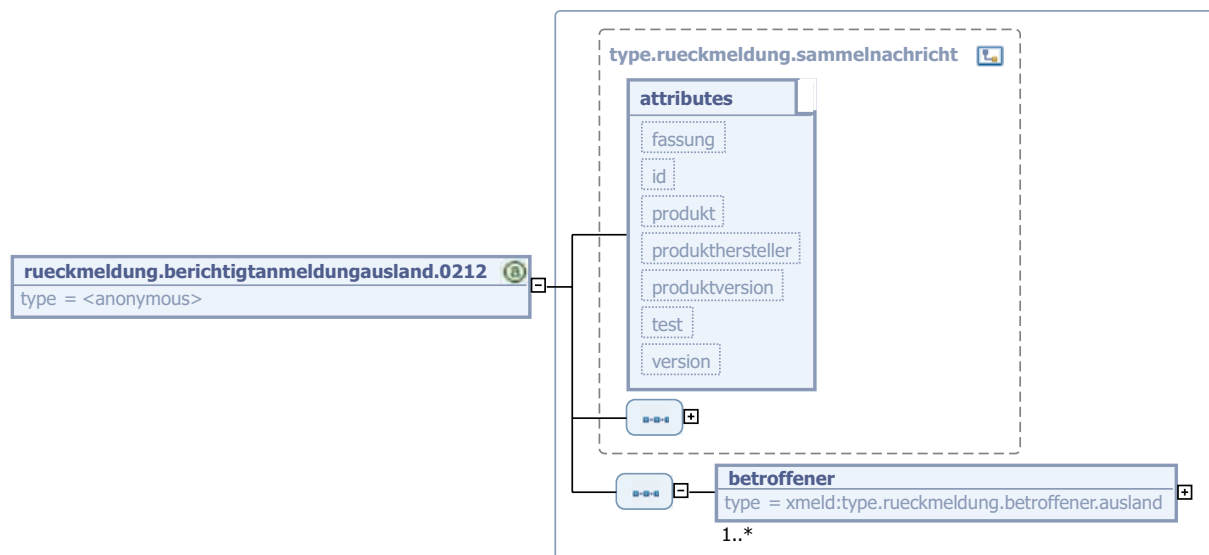 type.rueckmeldung.sammelnachricht
attributes
fassung
id
produkt
produkthersteller
produktversion
test
version
rueckmeldung.berichtigtanmeldungausland.0212
type = <anonymous>
betroffener
type = xmeld:type.rueckmeldung.betroffener.ausland
1..*